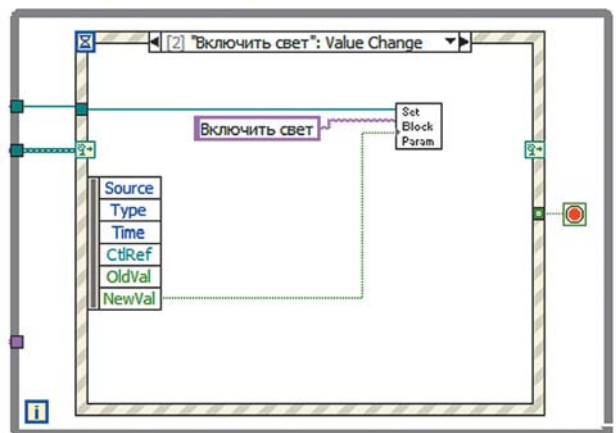 [2] "Включить свет": Value Change
Set
Block
Param
Включить свет
Source
Type
Time
CtlRef
OldVal
NewVal
i